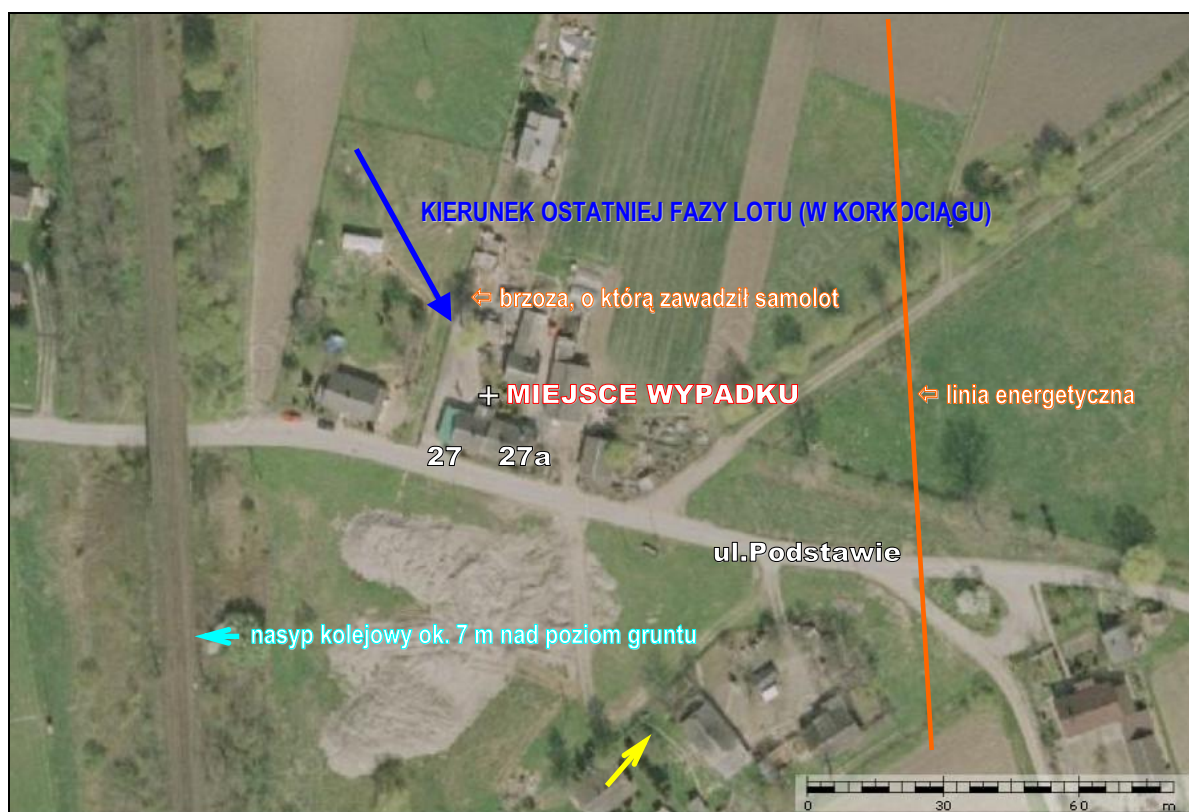 KIERUNEK OSTATNIEJ FAZY LOTU (W KORKOCIĄGU)
⇦ brzoza, o którą zawadził samolot
+ MIEJSCE WYPADKU
⇦ linia energetyczna
27 27a
ul.Podstawie
nasyp kolejowy ok. 7 m nad poziom gruntu
0 30 60 m